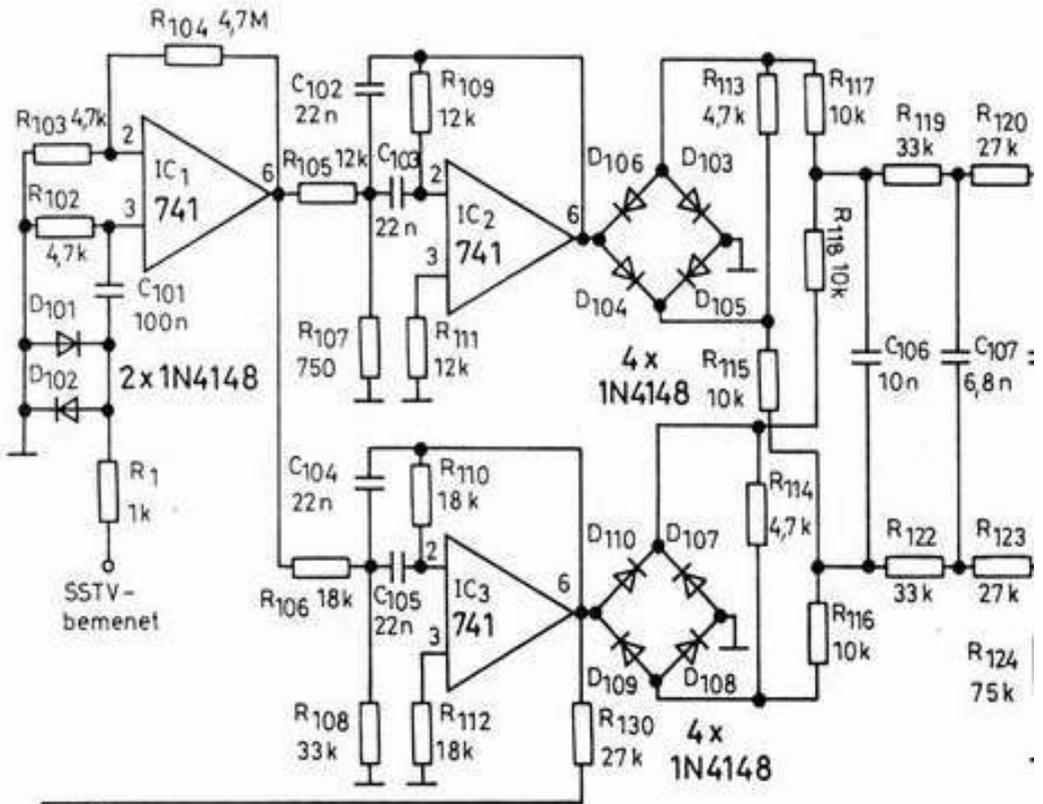 R104 4,7M
R103 4,7k
2
IC1
741
6
R102
4,7k
3
C101
100n
D101
D102
2 x 1N4148
R1
1k
SSTV-
bemenet
C102
22n
R109
12k
R105 12k
C103
22n
2
IC2
741
6
3
R107
750
R111
12k
D106
D103
D104
D105
4 x
1N4148
R113
4,7k
R117
10k
R119
33k
R120
27k
R118 10k
R115
10k
C106
10n
C107
6,8n
C104
22n
R110
18k
R106 18k
C105
22n
2
IC3
741
6
3
R108
33k
R112
18k
R130
27k
D110
D107
D109
D108
4 x
1N4148
R114
4,7k
R122
33k
R123
27k
R116
10k
R124
75k